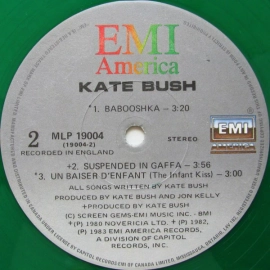 EMI
America
KATE BUSH
*1. BABOOSHKA – 3:20
2 MLP 19004 STEREO EMI
(19004-2) AMERICA
RECORDED IN ENGLAND
+2. SUSPENDED IN GAFFA – 3:56
*3. UN BAISER D'ENFANT (The Infant Kiss) – 3:00
ALL SONGS WRITTEN BY KATE BUSH
*PRODUCED BY KATE BUSH AND JON KELLY
+PRODUCED BY KATE BUSH
(C) SCREEN GEMS-EMI MUSIC INC. - BMI
*(P) 1980 NOVERICIA LTD. + (P) 1982,
*(P) 1983 EMI AMERICA RECORDS,
A DIVISION OF CAPITOL
RECORDS, INC.